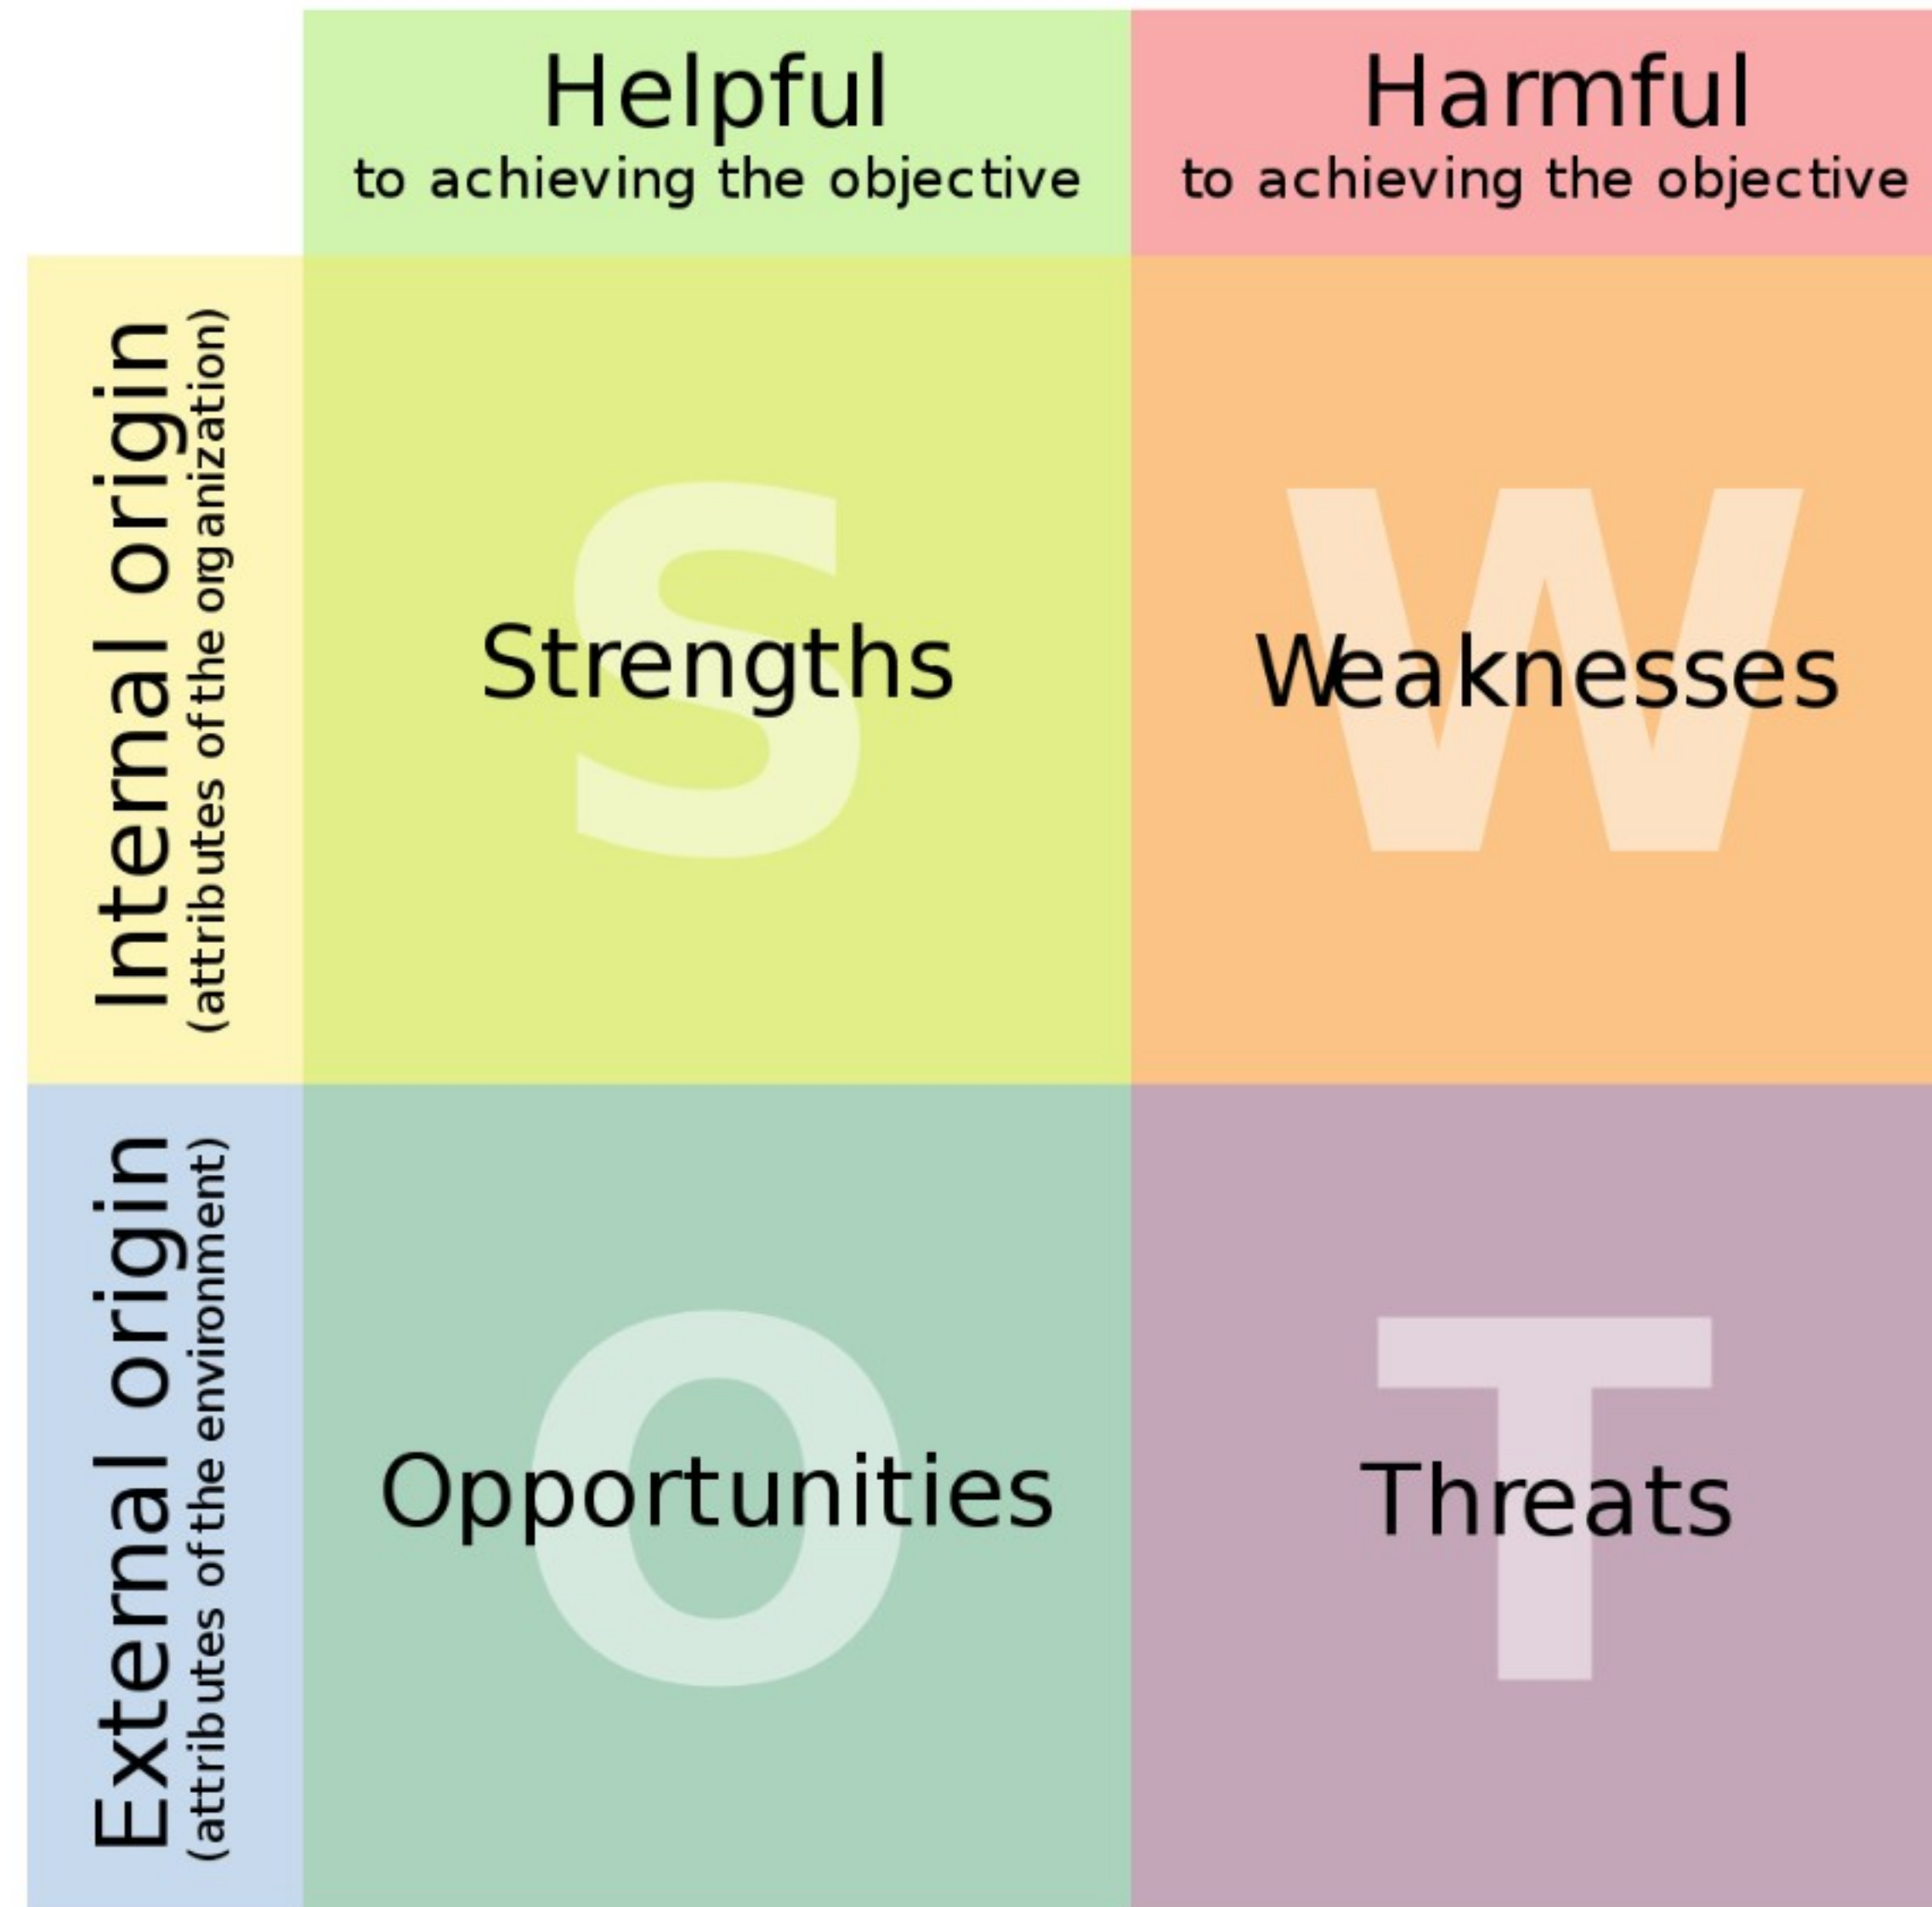 Helpful
to achieving the objective
Harmful
to achieving the objective
Internal origin
(attributes of the organization)
S
Strengths
W
Weaknesses
External origin
(attributes of the environment)
O
Opportunities
T
Threats